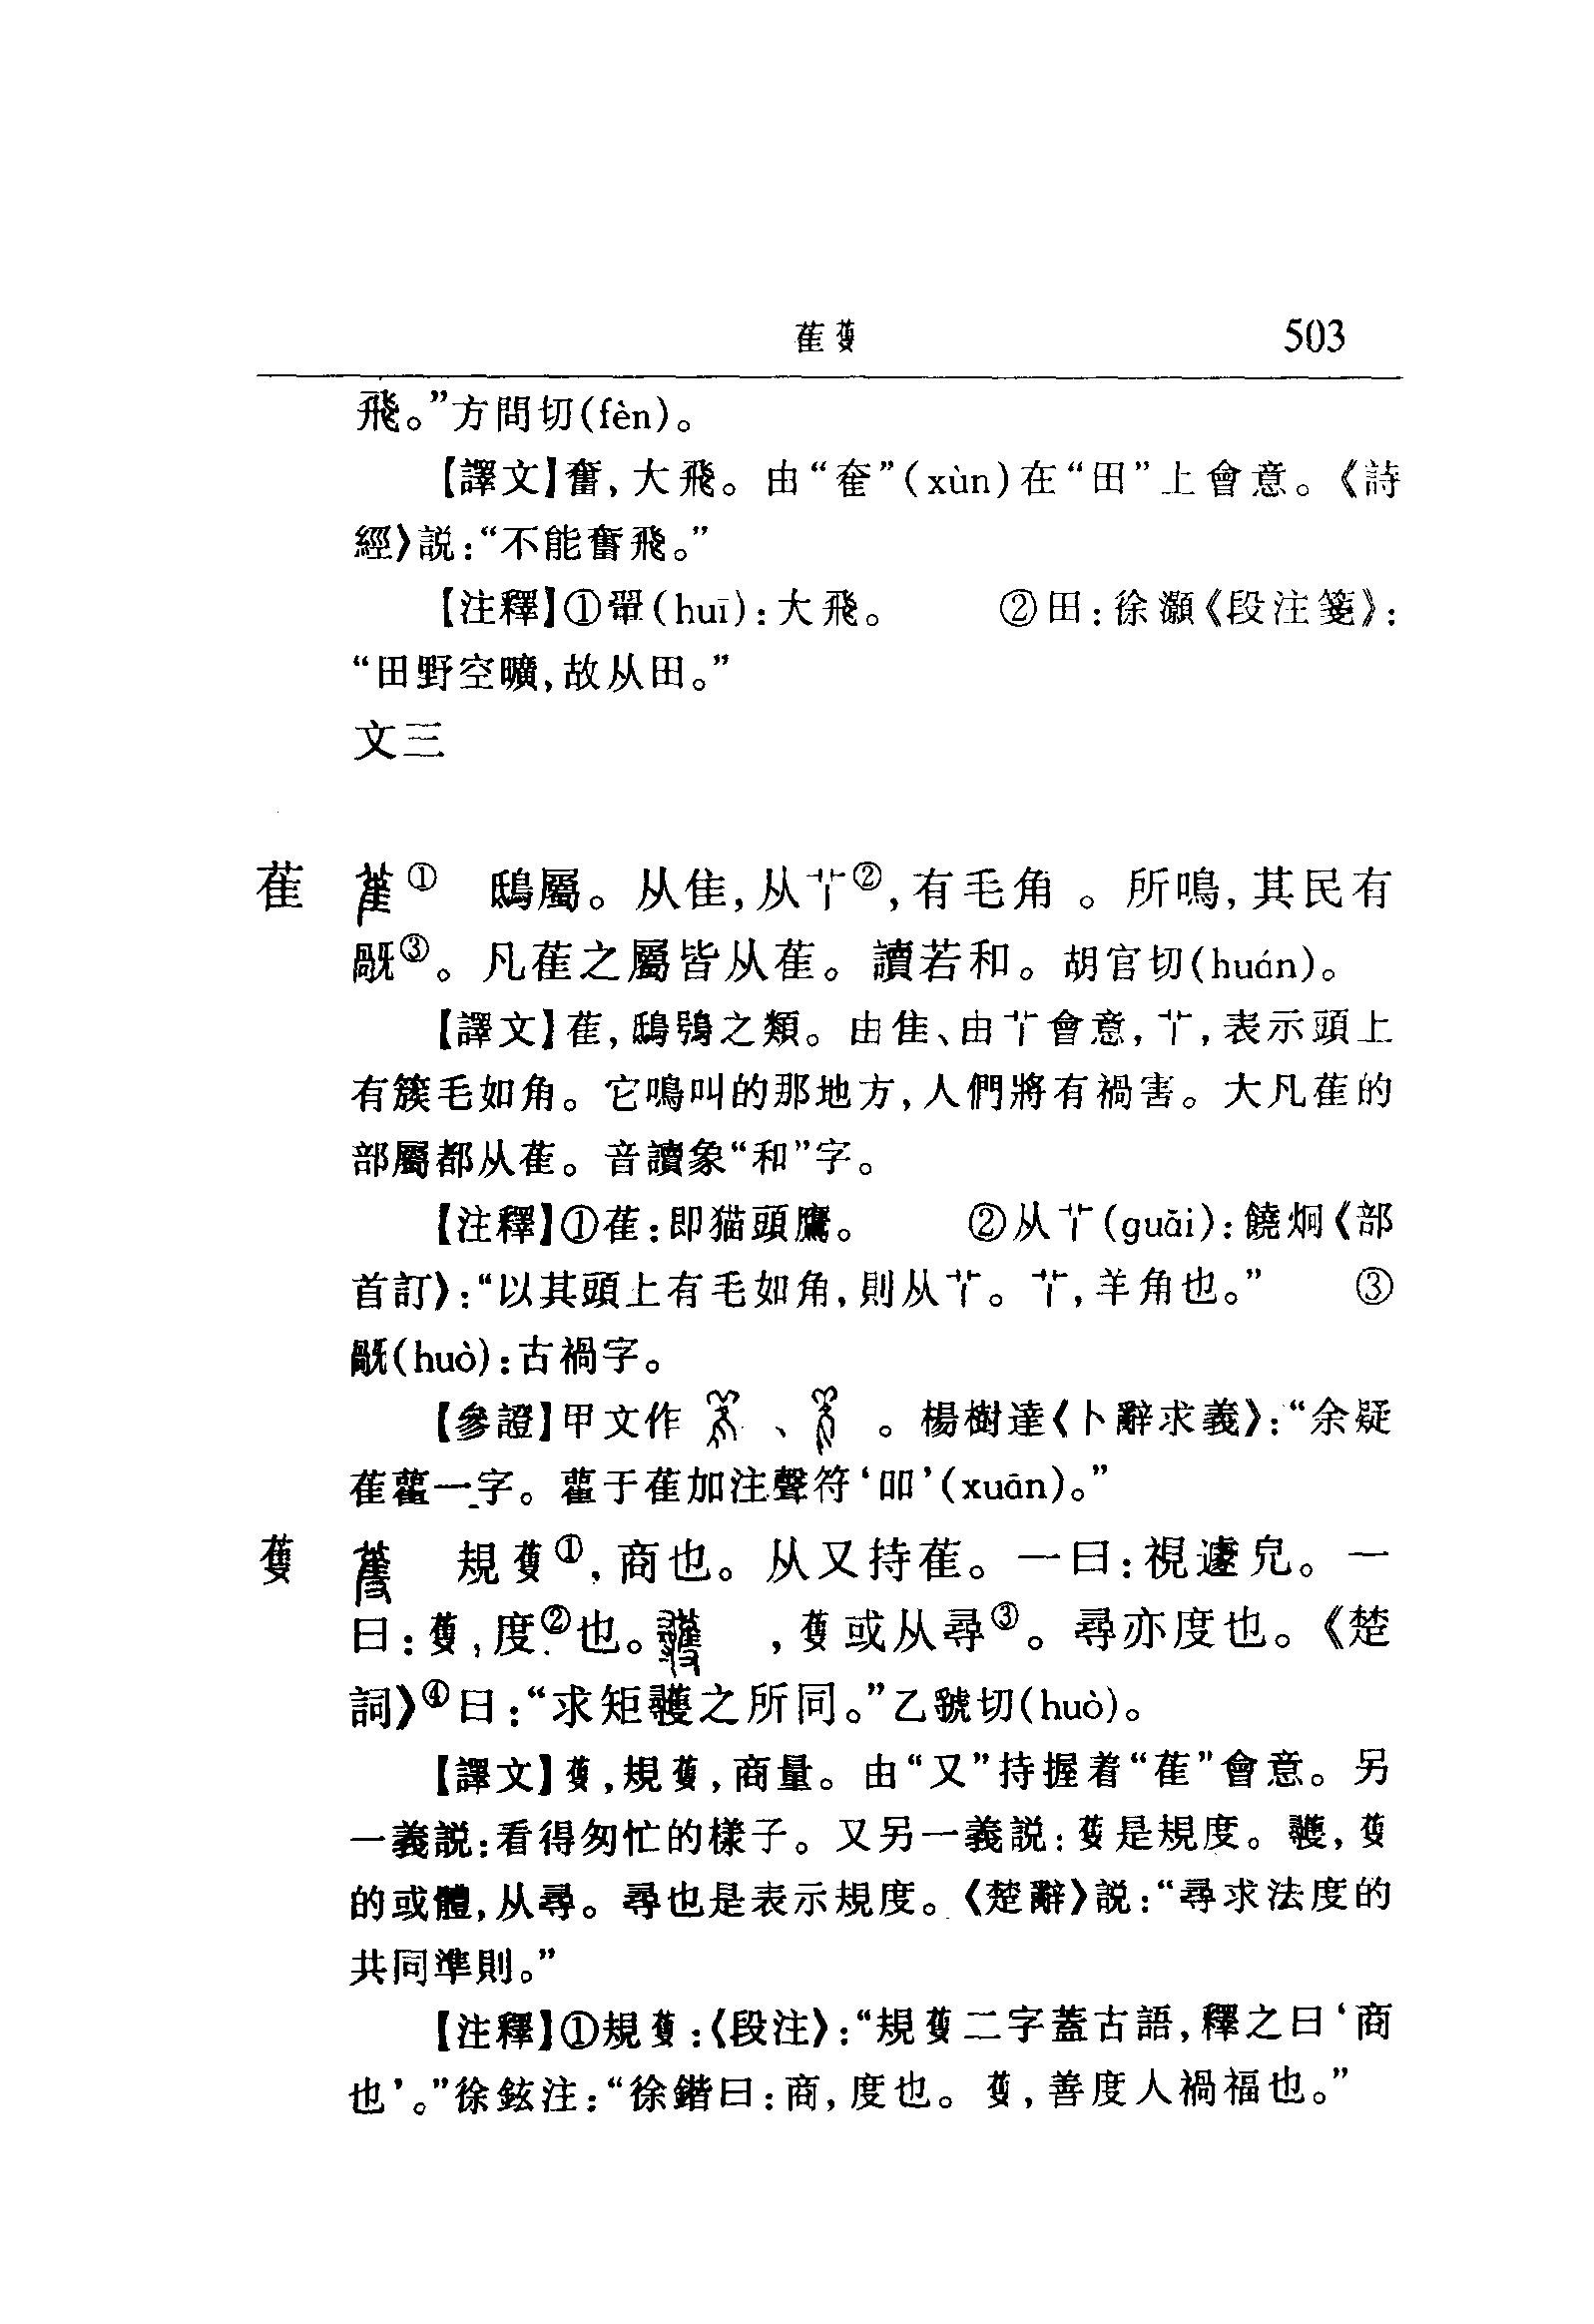 萑蒦 503
飛。”方問切(fèn)。
【譯文】奮,大飛。由“奞”(xùn)在“田”上會意。《詩
經》説:“不能奮飛。”
【注釋】①翬(huī):大飛。 ②田:徐灝《段注箋》:
“田野空曠,故从田。”
文三
萑 ① 鴟屬。从隹,从𦫳②,有毛角。所鳴,其民有
𣄸③。凡萑之屬皆从萑。讀若和。胡官切(huán)。
【譯文】萑,鴟鴞之類。由隹、由𦫳會意,𦫳,表示頭上
有簇毛如角。它鳴叫的那地方,人們將有禍害。大凡萑的
部屬都从萑。音讀象“和”字。
【注釋】①萑:即猫頭鷹。 ②从𦫳(guǎi):饒炯《部
首訂》:“以其頭上有毛如角,則从𦫳。𦫳,羊角也。” ③
𣄸(huò):古禍字。
【參證】甲文作 、 。楊樹達《卜辭求義》:“余疑
萑雚一字。雚于萑加注聲符‘吅’(xuān)。”
蒦 規蒦①,商也。从又持萑。一曰:視遽皃。一
曰:蒦,度②也。 ,蒦或从尋③。尋亦度也。《楚
詞》④曰:“求矩彠之所同。”乙虢切(huò)。
【譯文】蒦,規蒦,商量。由“又”持握着“萑”會意。另
一義説:看得匆忙的樣子。又另一義説:蒦是規度。彠,蒦
的或體,从尋。尋也是表示規度。《楚辭》説:“尋求法度的
共同準則。”
【注釋】①規蒦:《段注》:“規蒦二字蓋古語,釋之曰‘商
也’。”徐鉉注:“徐鍇曰:商,度也。蒦,善度人禍福也。”